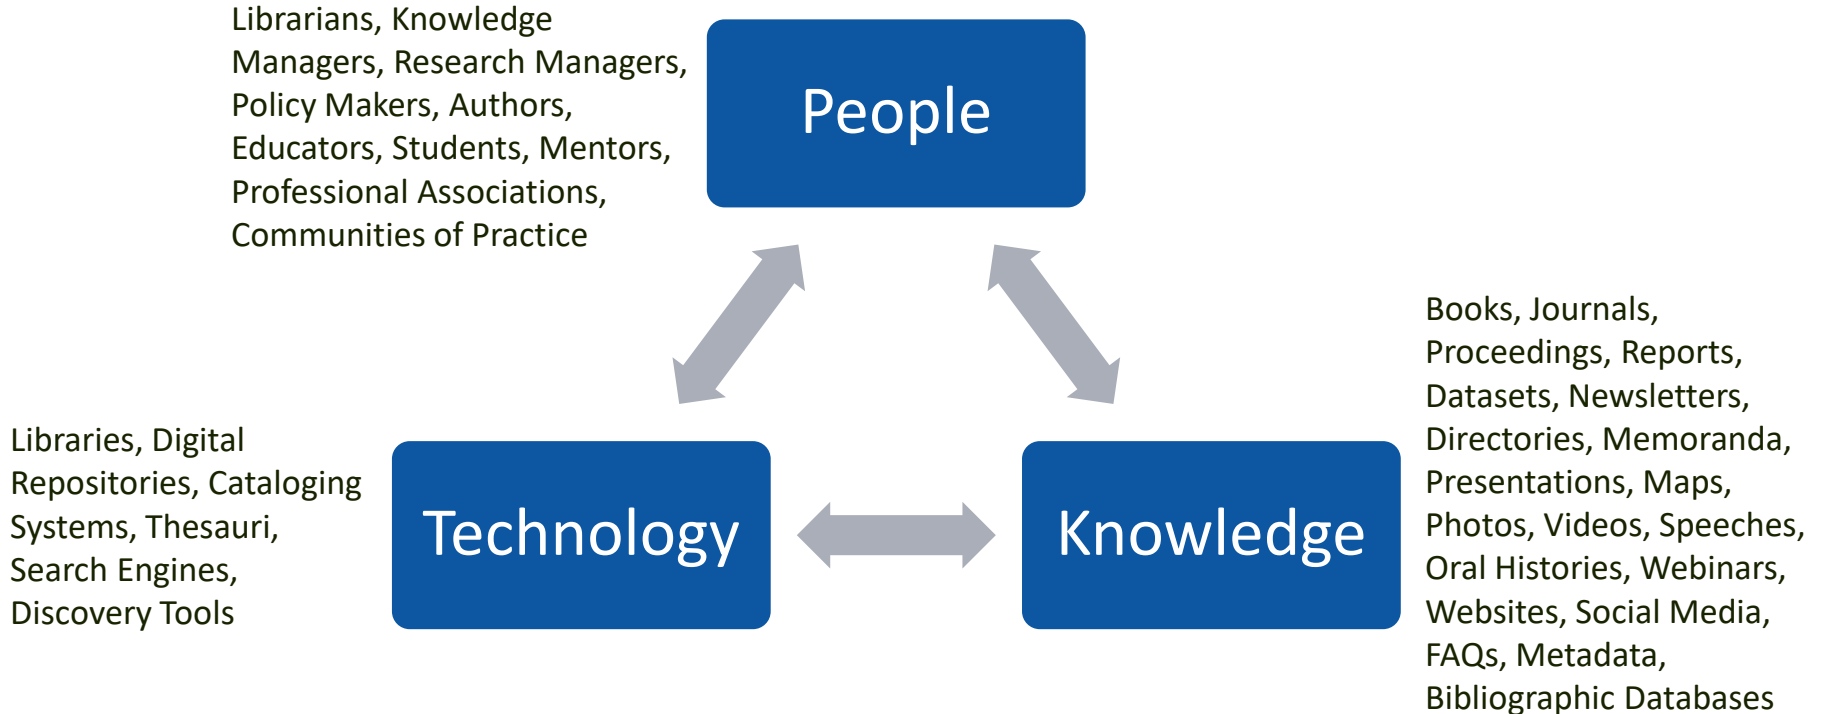 Librarians, Knowledge
Managers, Research Managers,
Policy Makers, Authors,
Educators, Students, Mentors,
Professional Associations,
Communities of Practice
People
Libraries, Digital
Repositories, Cataloging
Systems, Thesauri,
Search Engines,
Discovery Tools
Technology
Knowledge
Books, Journals,
Proceedings, Reports,
Datasets, Newsletters,
Directories, Memoranda,
Presentations, Maps,
Photos, Videos, Speeches,
Oral Histories, Webinars,
Websites, Social Media,
FAQs, Metadata,
Bibliographic Databases